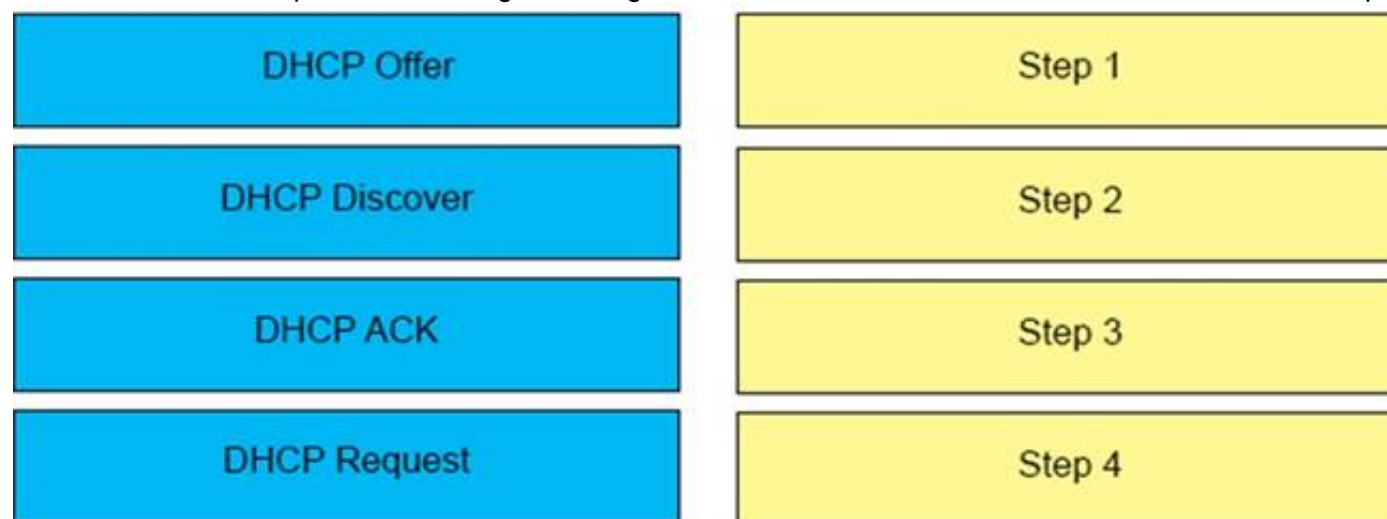 DHCP Offer
Step 1
DHCP Discover
Step 2
DHCP ACK
Step 3
DHCP Request
Step 4